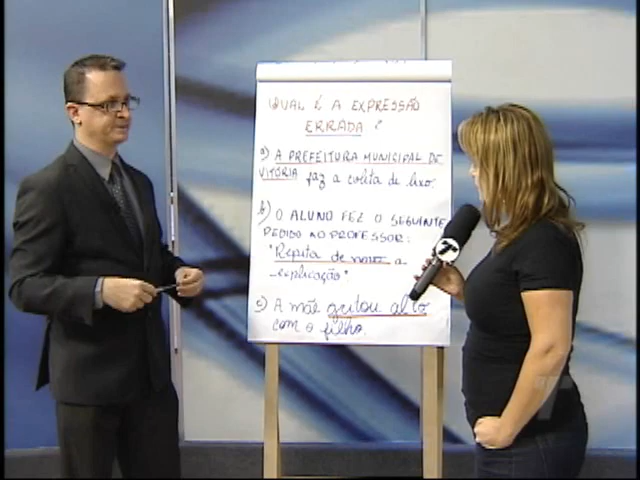 QUAL É A EXPRESSÃO
ERRADA?
a) A PREFEITURA MUNICIPAL DE
VITÓRIA faz a coleta de lixo.
b) O ALUNO FEZ O SEGUINTE
PEDIDO AO PROFESSOR:
"Repita de novo a
explicação".
c) A mãe gritou alto
com o filho.
7